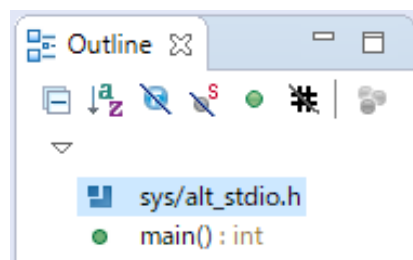 Outline
sys/alt_stdio.h
main() : int